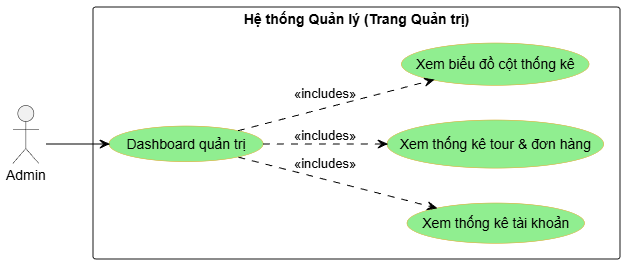 Hệ thống Quản lý (Trang Quản trị)
Xem biểu đồ cột thống kê
«includes»
Admin
Dashboard quản trị
«includes»
Xem thống kê tour & đơn hàng
«includes»
Xem thống kê tài khoản